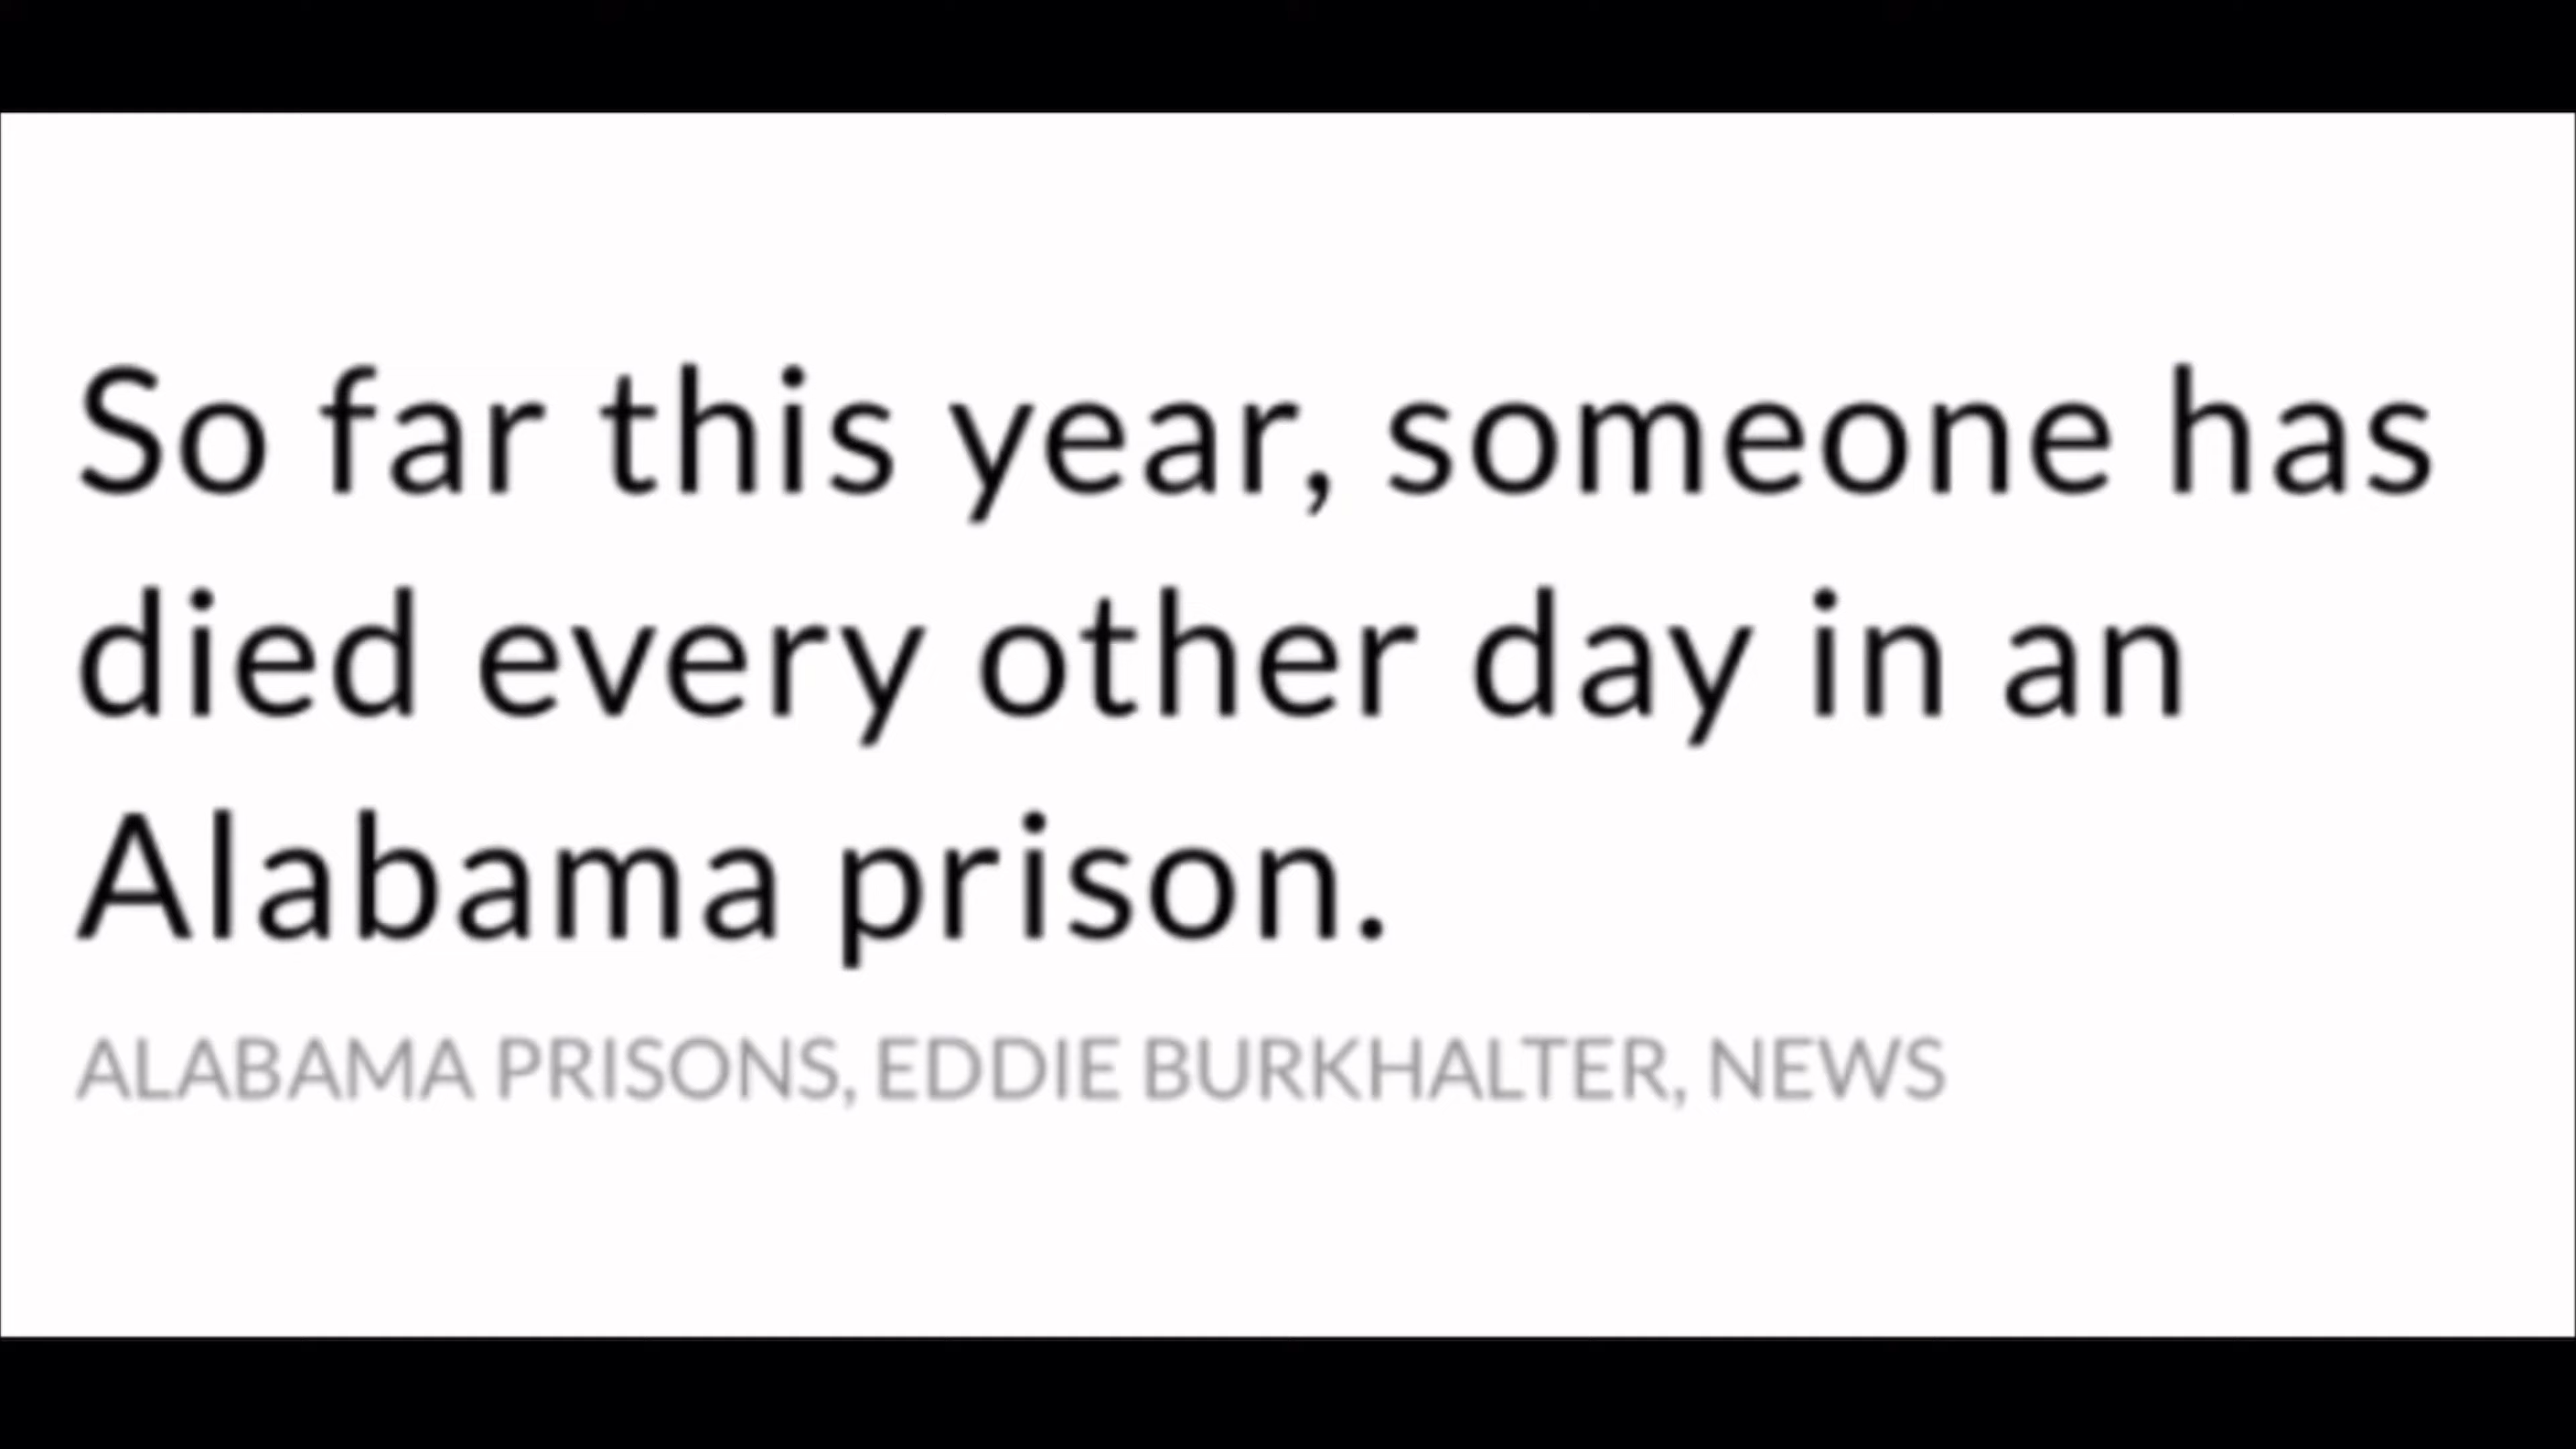 So far this year, someone has
died every other day in an
Alabama prison.
ALABAMA PRISONS, EDDIE BURKHALTER, NEWS